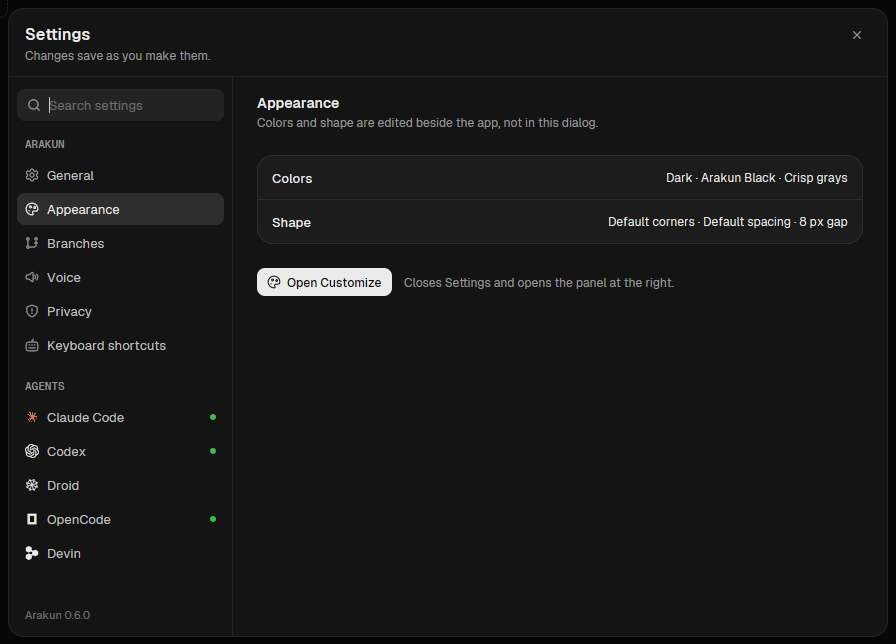 Settings
Changes save as you make them.
Search settings
ARAKUN
General
Appearance
Branches
Voice
Privacy
Keyboard shortcuts
AGENTS
Claude Code
Codex
Droid
OpenCode
Devin
Arakun 0.6.0
Appearance
Colors and shape are edited beside the app, not in this dialog.
Colors
Dark · Arakun Black · Crisp grays
Shape
Default corners · Default spacing · 8 px gap
Open Customize
Closes Settings and opens the panel at the right.